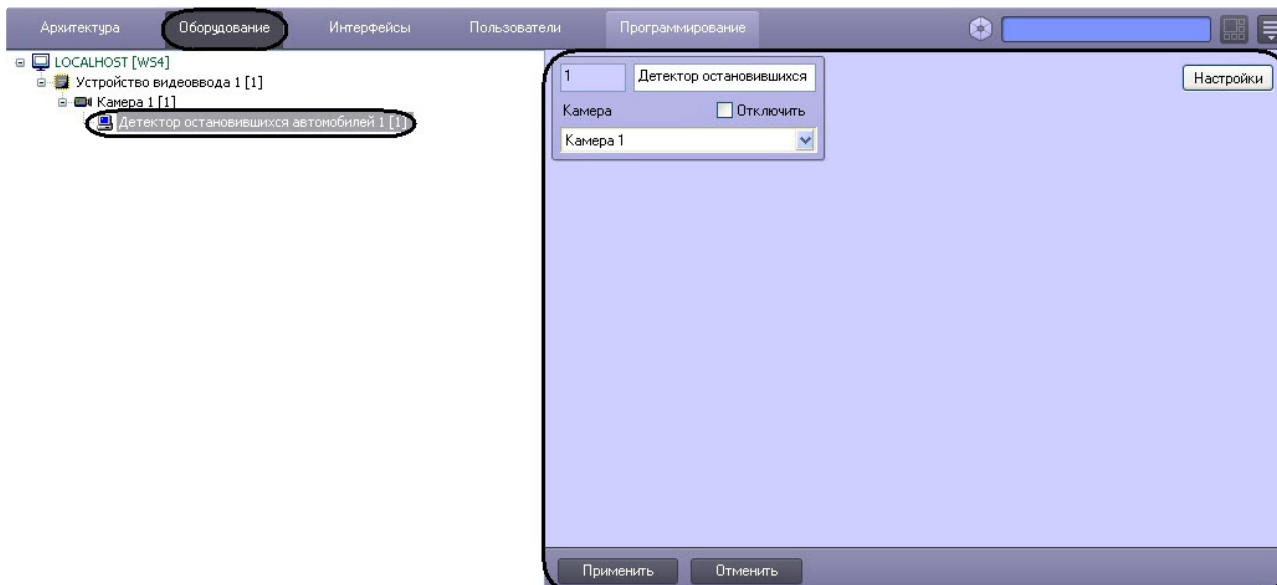 Архитектура Оборудование Интерфейсы Пользователи Программирование
LOCALHOST [WS4]
Устройство видеоввода 1 [1]
Камера 1 [1]
Детектор остановившихся автомобилей 1 [1]
1 Детектор остановившихся
Настройки
Камера Отключить
Камера 1
Применить Отменить